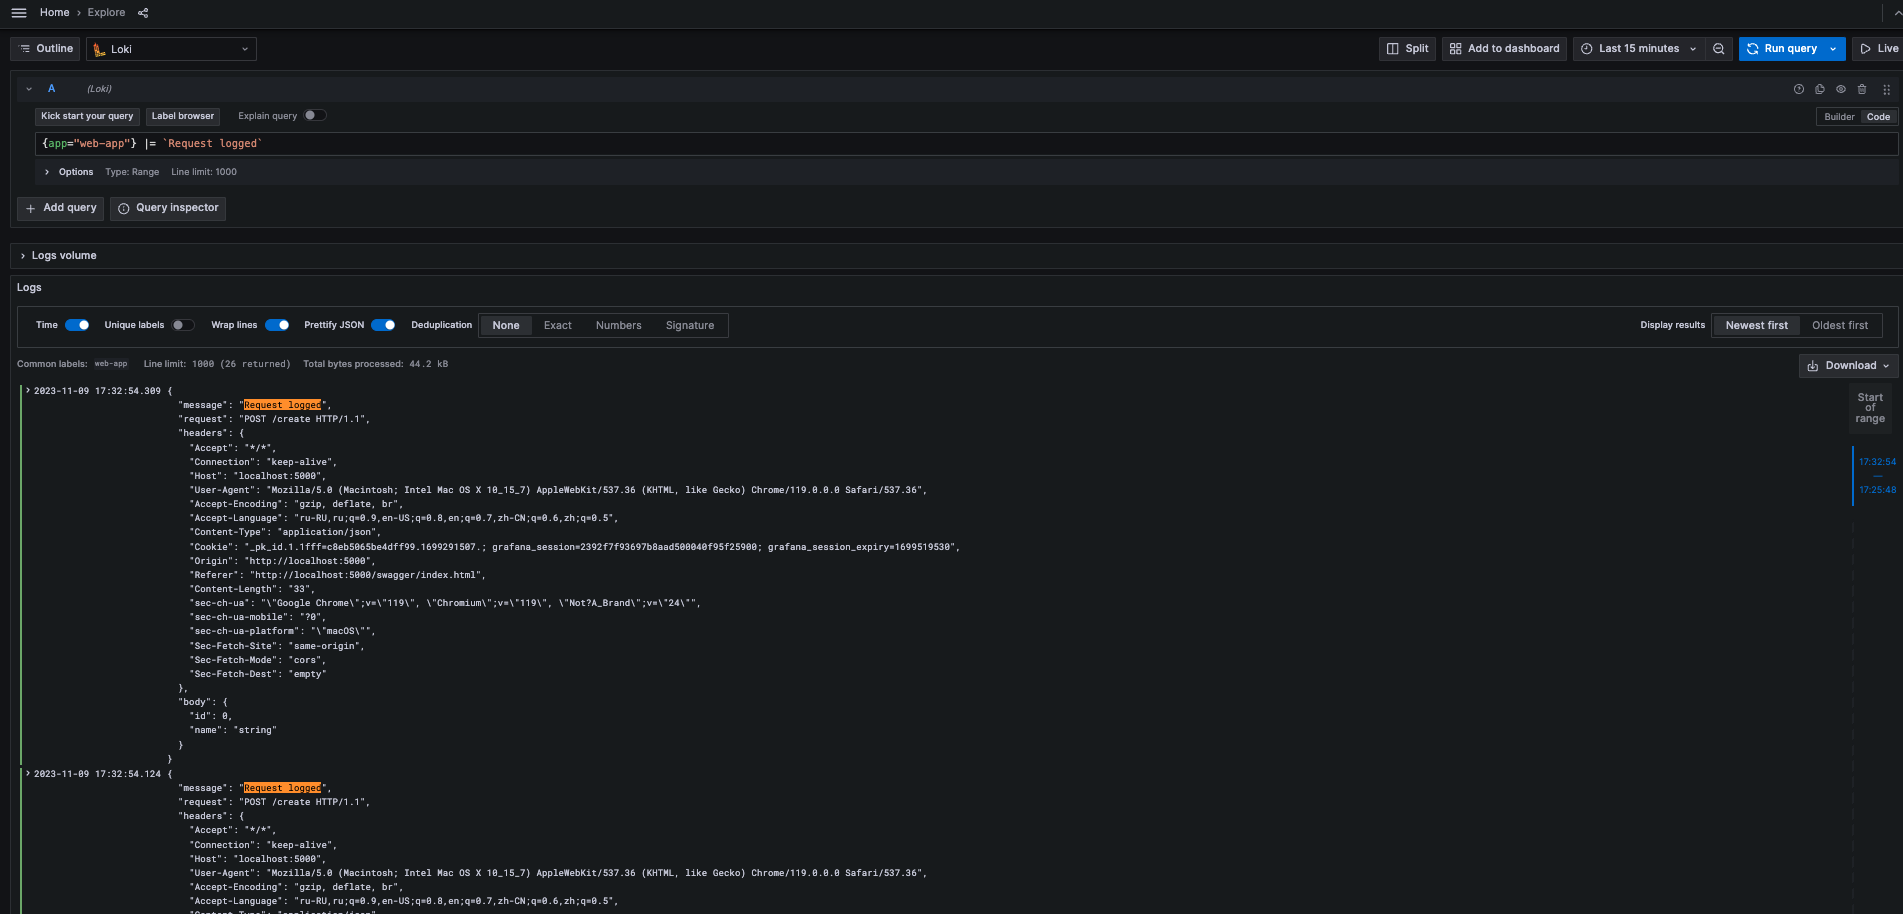 Home › Explore
Outline Loki Split Add to dashboard Last 15 minutes Run query Live
A (Loki)
Kick start your query Label browser Explain query Builder Code
{app="web-app"} |= `Request logged`
Options Type: Range Line limit: 1000
+ Add query Query inspector
Logs volume
Logs
Time Unique labels Wrap lines Prettify JSON Deduplication None Exact Numbers Signature Display results Newest first Oldest first
Common labels: web-app Line limit: 1000 (26 returned) Total bytes processed: 44.2 kB Download
2023-11-09 17:32:54.309 {
"message": "Request logged",
"request": "POST /create HTTP/1.1",
"headers": {
"Accept": "*/*",
"Connection": "keep-alive",
"Host": "localhost:5000",
"User-Agent": "Mozilla/5.0 (Macintosh; Intel Mac OS X 10_15_7) AppleWebKit/537.36 (KHTML, like Gecko) Chrome/119.0.0.0 Safari/537.36",
"Accept-Encoding": "gzip, deflate, br",
"Accept-Language": "ru-RU,ru;q=0.9,en-US;q=0.8,en;q=0.7,zh-CN;q=0.6,zh;q=0.5",
"Content-Type": "application/json",
"Cookie": "_pk_id.1.1fff=c8eb5065be4dff99.1699291507.; grafana_session=2392f7f93697b8aad500040f95f25900; grafana_session_expiry=1699519530",
"Origin": "http://localhost:5000",
"Referer": "http://localhost:5000/swagger/index.html",
"Content-Length": "33",
"sec-ch-ua": "\"Google Chrome\";v=\"119\", \"Chromium\";v=\"119\", \"Not?A_Brand\";v=\"24\"",
"sec-ch-ua-mobile": "?0",
"sec-ch-ua-platform": "\"macOS\"",
"Sec-Fetch-Site": "same-origin",
"Sec-Fetch-Mode": "cors",
"Sec-Fetch-Dest": "empty"
},
"body": {
"id": 0,
"name": "string"
}
}
2023-11-09 17:32:54.124 {
"message": "Request logged",
"request": "POST /create HTTP/1.1",
"headers": {
"Accept": "*/*",
"Connection": "keep-alive",
"Host": "localhost:5000",
"User-Agent": "Mozilla/5.0 (Macintosh; Intel Mac OS X 10_15_7) AppleWebKit/537.36 (KHTML, like Gecko) Chrome/119.0.0.0 Safari/537.36",
"Accept-Encoding": "gzip, deflate, br",
"Accept-Language": "ru-RU,ru;q=0.9,en-US;q=0.8,en;q=0.7,zh-CN;q=0.6,zh;q=0.5",
Start
of
range
17:32:54
—
17:25:48